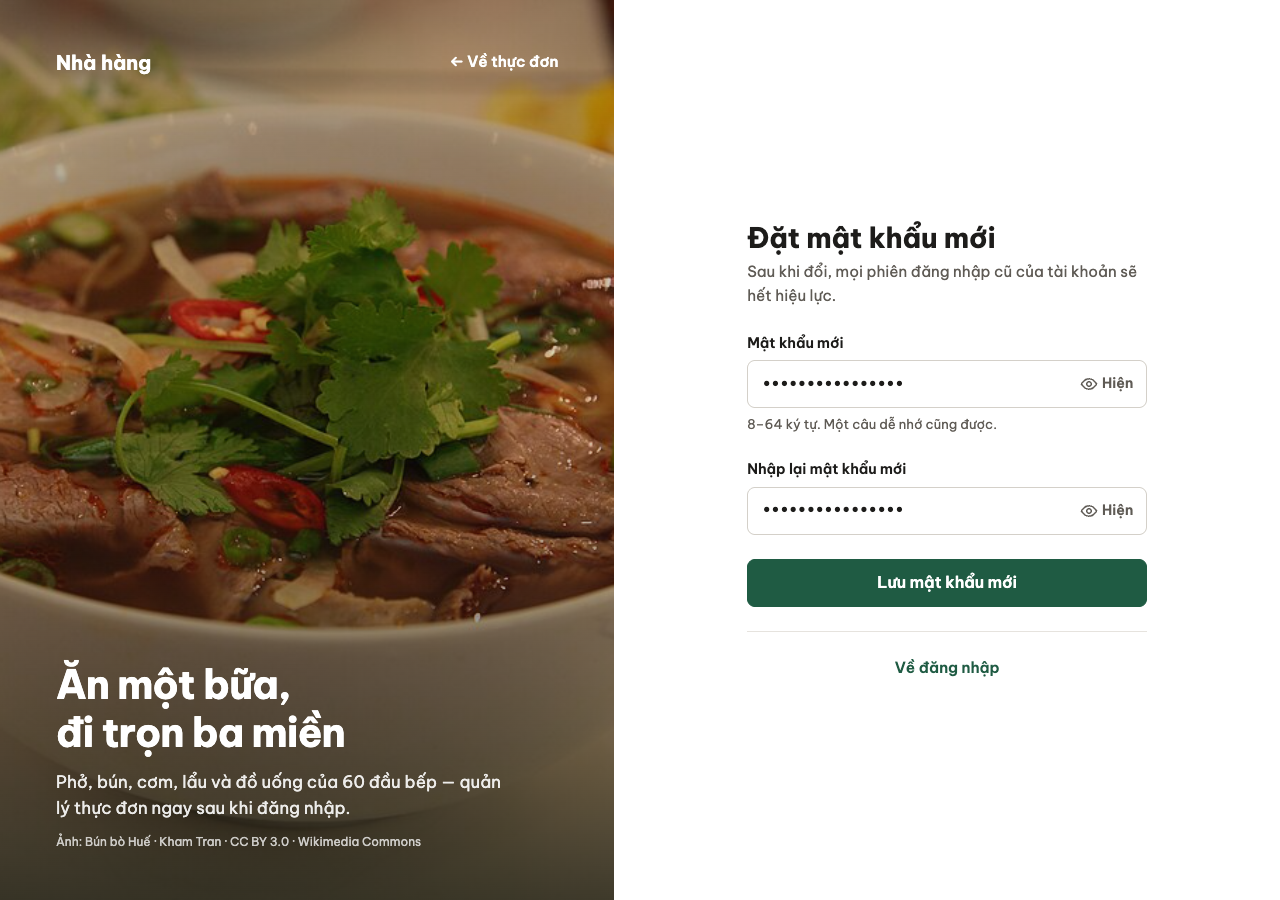 Nhà hàng
← Về thực đơn
Ăn một bữa,
đi trọn ba miền
Phở, bún, cơm, lẩu và đồ uống của 60 đầu bếp — quản
lý thực đơn ngay sau khi đăng nhập.
Ảnh: Bún bò Huế · Kham Tran · CC BY 3.0 · Wikimedia Commons
Đặt mật khẩu mới
Sau khi đổi, mọi phiên đăng nhập cũ của tài khoản sẽ
hết hiệu lực.
Mật khẩu mới
••••••••••••••••
Hiện
8–64 ký tự. Một câu dễ nhớ cũng được.
Nhập lại mật khẩu mới
••••••••••••••••
Hiện
Lưu mật khẩu mới
Về đăng nhập